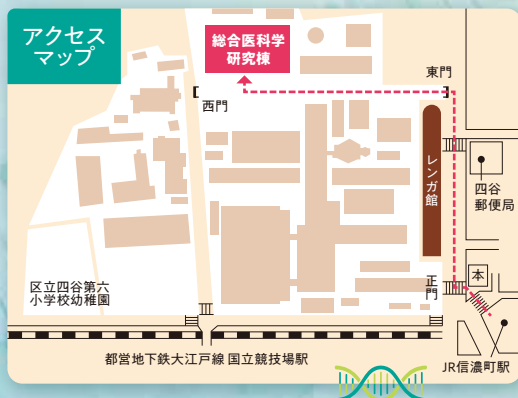 アクセス
マップ
総合医科学
研究棟
東門
西門
レンガ館
四谷
郵便局
区立四谷第六
小学校幼稚園
正門
本
都営地下鉄大江戸線 国立競技場駅
JR信濃町駅